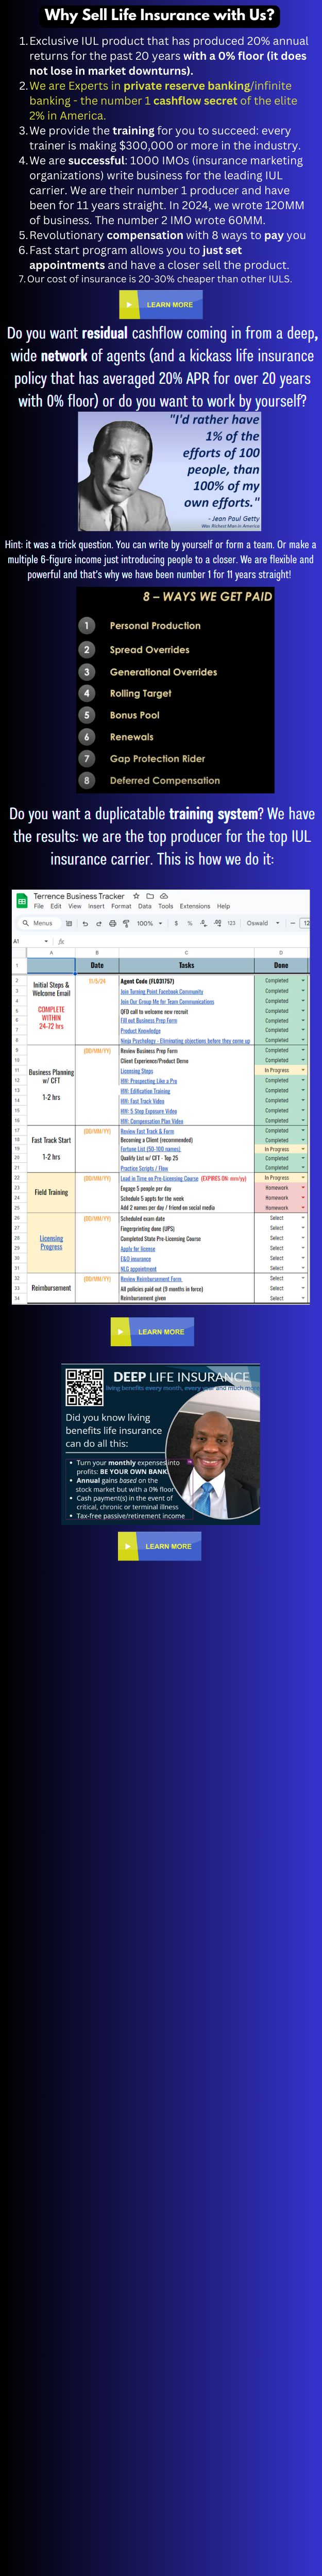 Why Sell Life Insurance with Us?
1. Exclusive IUL product that has produced 20% annual
returns for the past 20 years with a 0% floor (it does
not lose in market downturns).
2. We are Experts in private reserve banking/infinite
banking - the number 1 cashflow secret of the elite
2% in America.
3. We provide the training for you to succeed: every
trainer is making $300,000 or more in the industry.
4. We are successful: 1000 IMOs (insurance marketing
organizations) write business for the leading IUL
carrier. We are their number 1 producer and have
been for 11 years straight. In 2024, we wrote 120MM
of business. The number 2 IMO wrote 60MM.
5. Revolutionary compensation with 8 ways to pay you
6. Fast start program allows you to just set
appointments and have a closer sell the product.
7. Our cost of insurance is 20-30% cheaper than other IULS.
LEARN MORE
Do you want residual cashflow coming in from a deep,
wide network of agents (and a kickass life insurance
policy that has averaged 20% APR for over 20 years
with 0% floor) or do you want to work by yourself?
"I'd rather have
1% of the
efforts of 100
people, than
100% of my
own efforts."
- Jean Paul Getty
Was Richest Man in America
Hint: it was a trick question. You can write by yourself or form a team. Or make a
multiple 6-figure income just introducing people to a closer. We are flexible and
powerful and that's why we have been number 1 for 11 years straight!
8 – WAYS WE GET PAID
1 Personal Production
2 Spread Overrides
3 Generational Overrides
4 Rolling Target
5 Bonus Pool
6 Renewals
7 Gap Protection Rider
8 Deferred Compensation
Do you want a duplicatable training system? We have
the results: we are the top producer for the top IUL
insurance carrier. This is how we do it:
Terrence Business Tracker
File Edit View Insert Format Data Tools Extensions Help
Menus 100% $ % .0 .00 123 Oswald − 12
A1 fx
A B C D
1 Date Tasks Done
2 Initial Steps & Welcome Email 11/5/24 Agent Code (FL031757) Completed
3 Join Turning Point Facebook Community Completed
4 COMPLETE WITHIN 24-72 hrs Join Our Group Me for Team Communications Completed
5 QFD call to welcome new recruit Completed
6 Fill out Business Prep Form Completed
7 Product Knowledge Completed
8 Ninja Psychology - Eliminating objections before they come up Completed
9 Business Planning w/ CFT 1-2 hrs (DD/MM/YY) Review Business Prep Form Completed
10 Client Experience/Product Demo Completed
11 Licensing Steps In Progress
12 HW: Prospecting Like a Pro Completed
13 HW: Edification Training Completed
14 HW: Fast Track Video Completed
15 HW: 5 Step Exposure Video Completed
16 HW: Compensation Plan Video Completed
17 Fast Track Start 1-2 hrs (DD/MM/YY) Review Fast Track & Form Completed
18 Becoming a Client (recommended) Completed
19 Fortune List (50-100 names) In Progress
20 Qualify List w/ CFT - Top 25 Completed
21 Practice Scripts / Flow Completed
22 Field Training (DD/MM/YY) Load in Time on Pre-Licensing Course (EXPIRES ON: mm/yy) In Progress
23 Engage 5 people per day Homework
24 Schedule 5 appts for the week Homework
25 Add 2 names per day / friend on social media Homework
26 Licensing Progress (DD/MM/YY) Scheduled exam date Select
27 Fingerprinting done (UPS) Select
28 Completed State Pre-Licensing Course Select
29 Apply for license Select
30 E&O insurance Select
31 NLG appointment Select
32 Reimbursement (DD/MM/YY) Review Reimbursement Form Select
33 All policies paid out (9 months in force) Select
34 Reimbursement given Select
LEARN MORE
DEEP LIFE INSURANCE
living benefits every month, every year and much more
Did you know living
benefits life insurance
can do all this:
• Turn your monthly expenses into
profits: BE YOUR OWN BANK
• Annual gains based on the
stock market but with a 0% floor
• Cash payment(s) in the event of
critical, chronic or terminal illness
• Tax-free passive/retirement income
LEARN MORE